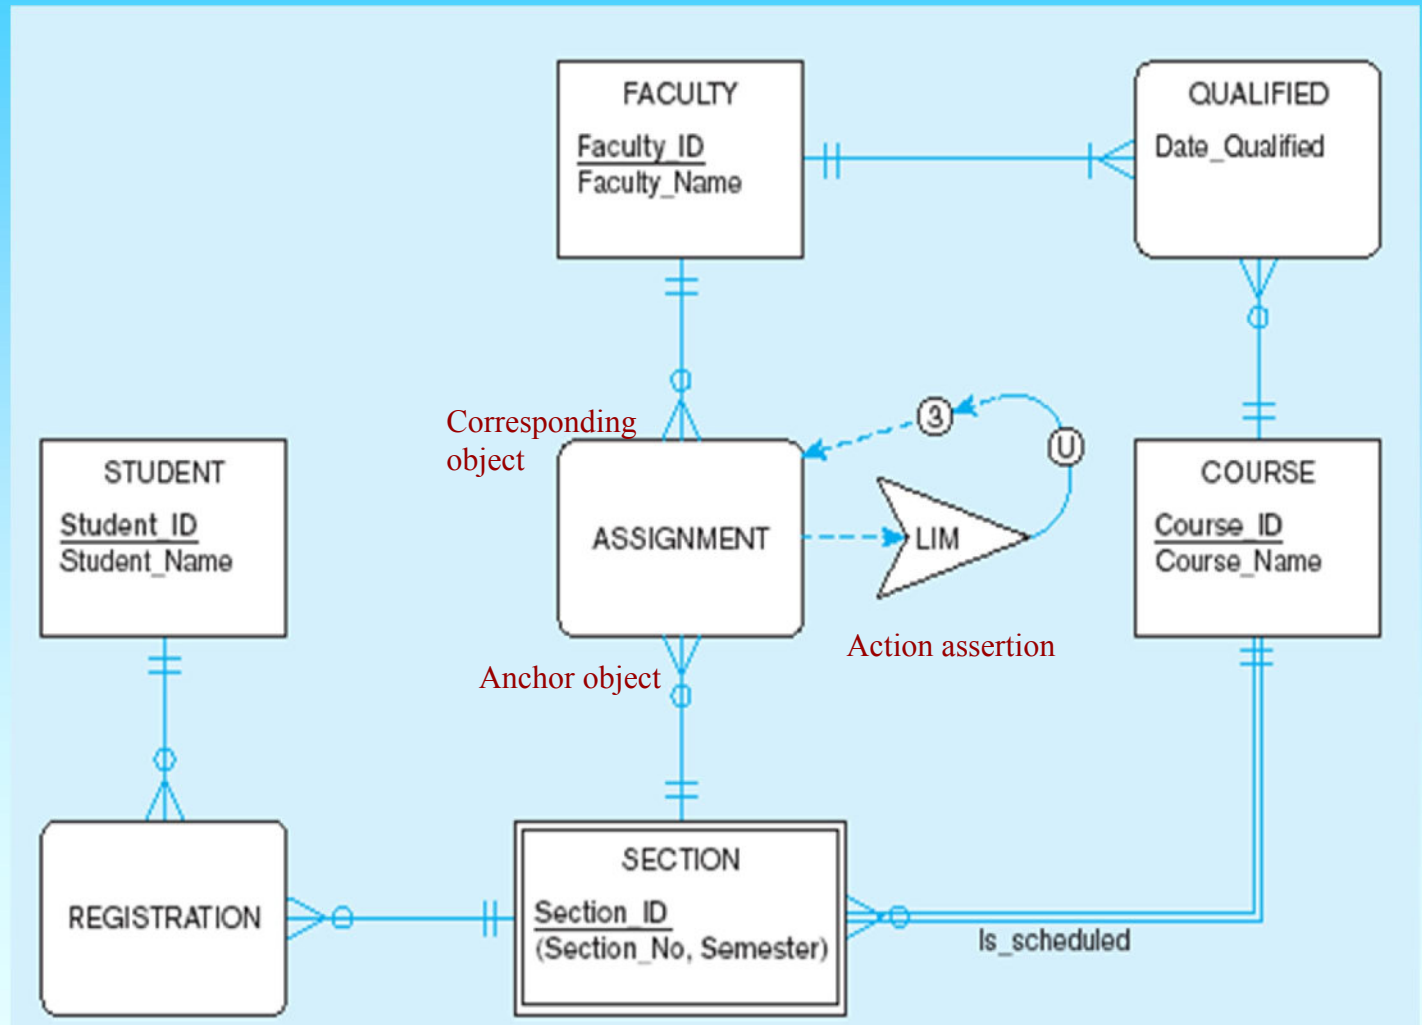 FACULTY
Faculty_ID
Faculty_Name
QUALIFIED
Date_Qualified
Corresponding
object
3
U
STUDENT
Student_ID
Student_Name
ASSIGNMENT
LIM
COURSE
Course_ID
Course_Name
Action assertion
Anchor object
REGISTRATION
SECTION
Section_ID
(Section_No, Semester)
Is_scheduled